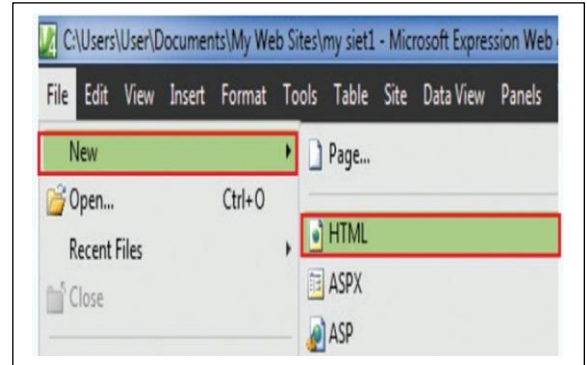 C:\Users\User\Documents\My Web Sites\my siet1 - Microsoft Expression Web 4
File Edit View Insert Format Tools Table Site Data View Panels
New
Page...
Open... Ctrl+O
HTML
Recent Files
ASPX
Close
ASP